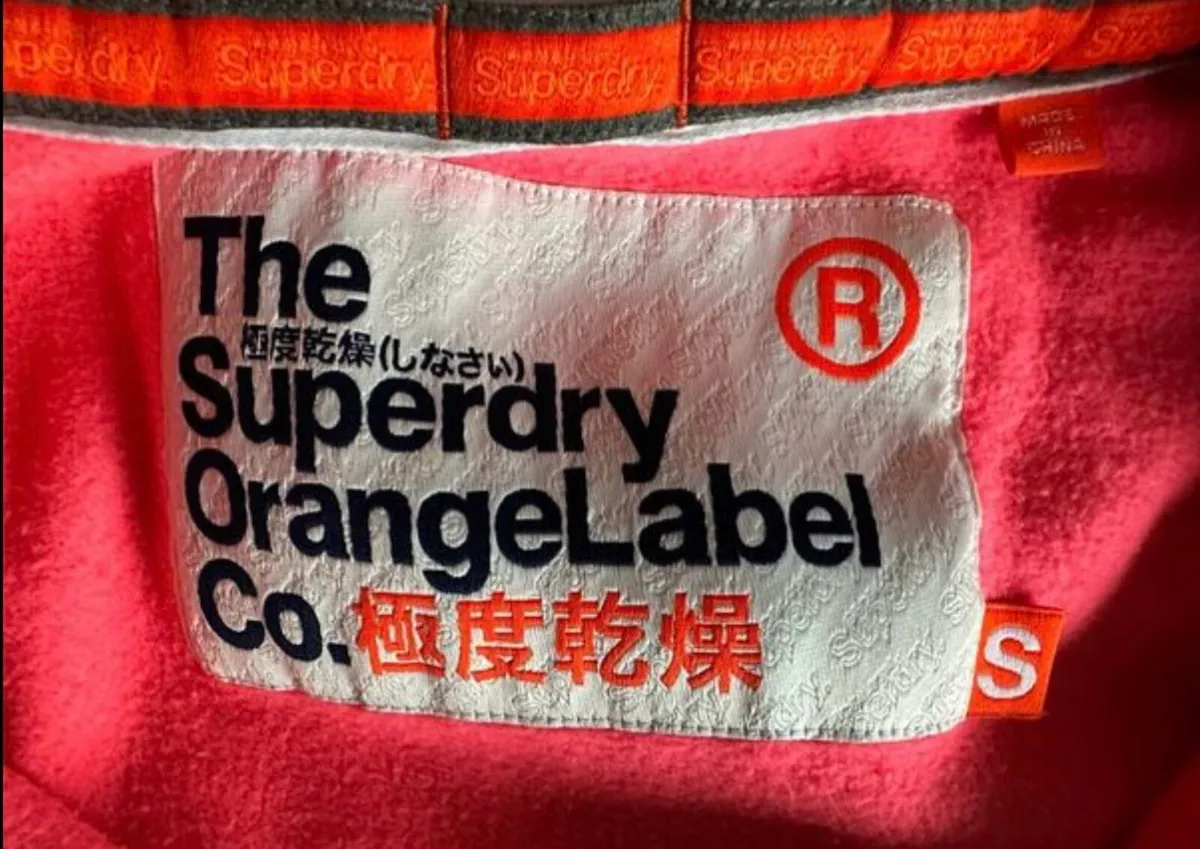 Superdry
Superdry
Superdry
Superdry
Superdry
MADE
IN
CHINA
The
®
極度乾燥(しなさい)
Superdry
OrangeLabel
Co.極度乾燥
S